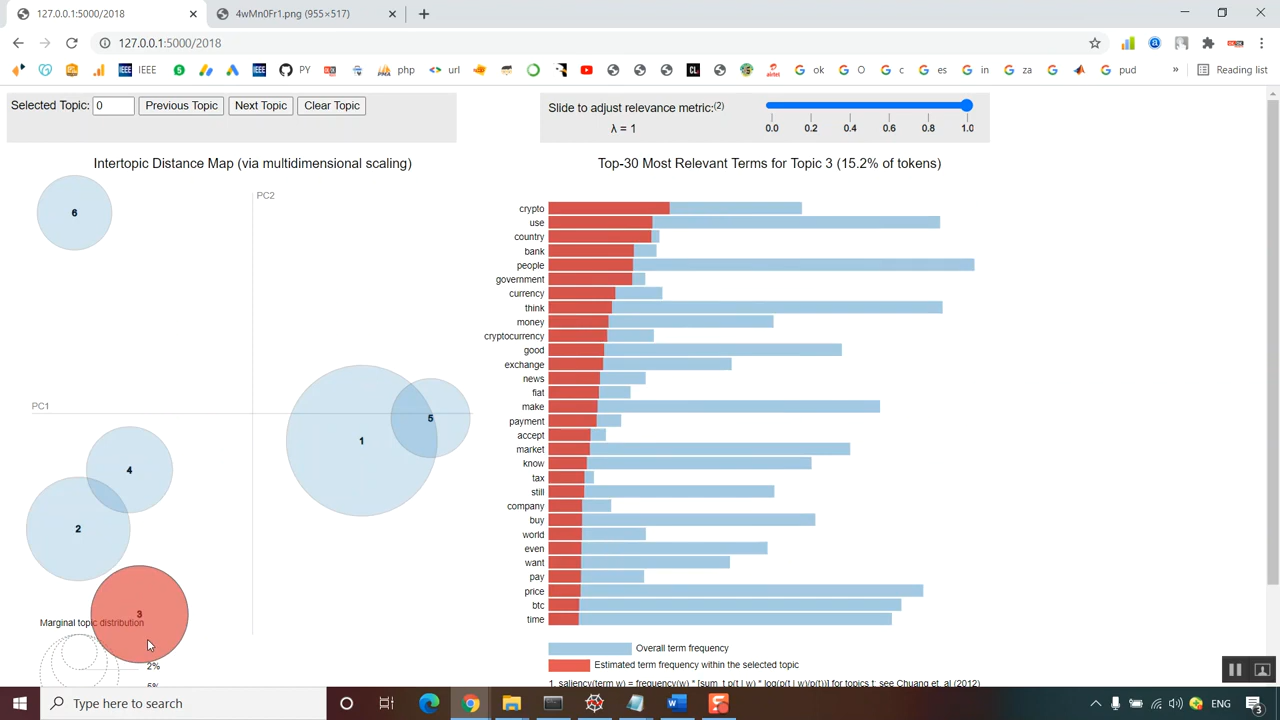 127.0.0.1:5000/2018
4wMn0Fr1.png (955×517)
127.0.0.1:5000/2018
IEEE
PY
php
url
CL
airtel
ok
O
c
es
in
za
pud
»
Reading list
Selected Topic: 0 Previous Topic Next Topic Clear Topic
Slide to adjust relevance metric:(2)
λ = 1
0.0 0.2 0.4 0.6 0.8 1.0
Intertopic Distance Map (via multidimensional scaling)
Top-30 Most Relevant Terms for Topic 3 (15.2% of tokens)
PC2
PC1
6
1
5
4
2
3
Marginal topic distribution
2%
5%
crypto
use
country
bank
people
government
currency
think
money
cryptocurrency
good
exchange
news
fiat
make
payment
accept
market
know
tax
still
company
buy
world
even
want
pay
price
btc
time
Overall term frequency
Estimated term frequency within the selected topic
1. saliency(term w) = frequency(w) * [sum_t p(t | w) * log(p(t | w)/p(t))] for topics t; see Chuang et. al (2012)
Type here to search
W
ENG
3